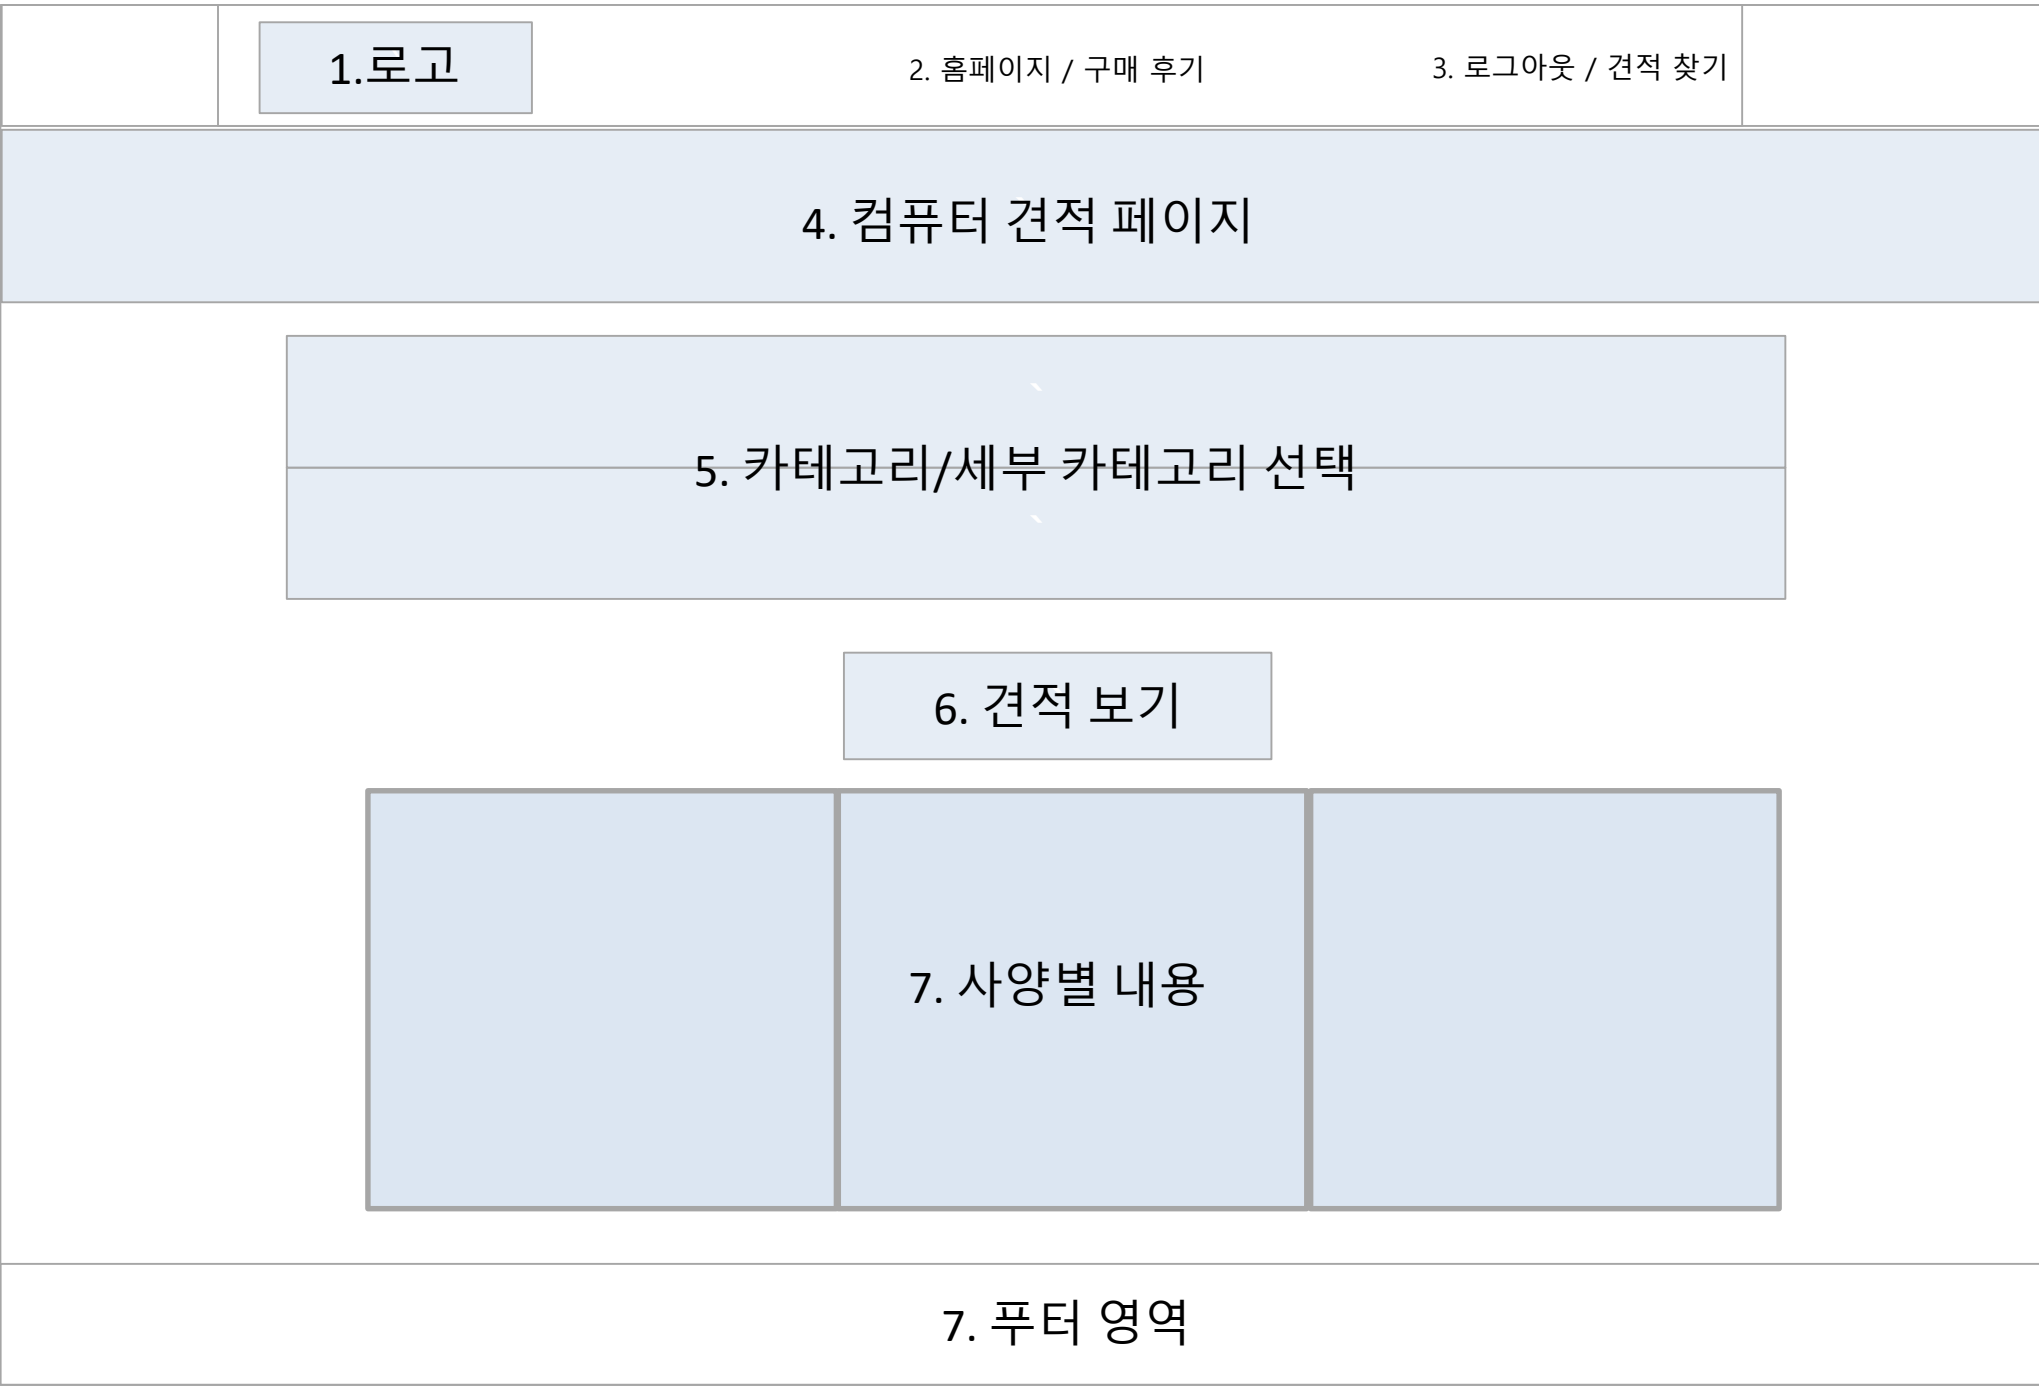 1.로고
2. 홈페이지 / 구매 후기
3. 로그아웃 / 견적 찾기
4. 컴퓨터 견적 페이지
`
5. 카테고리/세부 카테고리 선택
`
6. 견적 보기
7. 사양별 내용
7. 푸터 영역